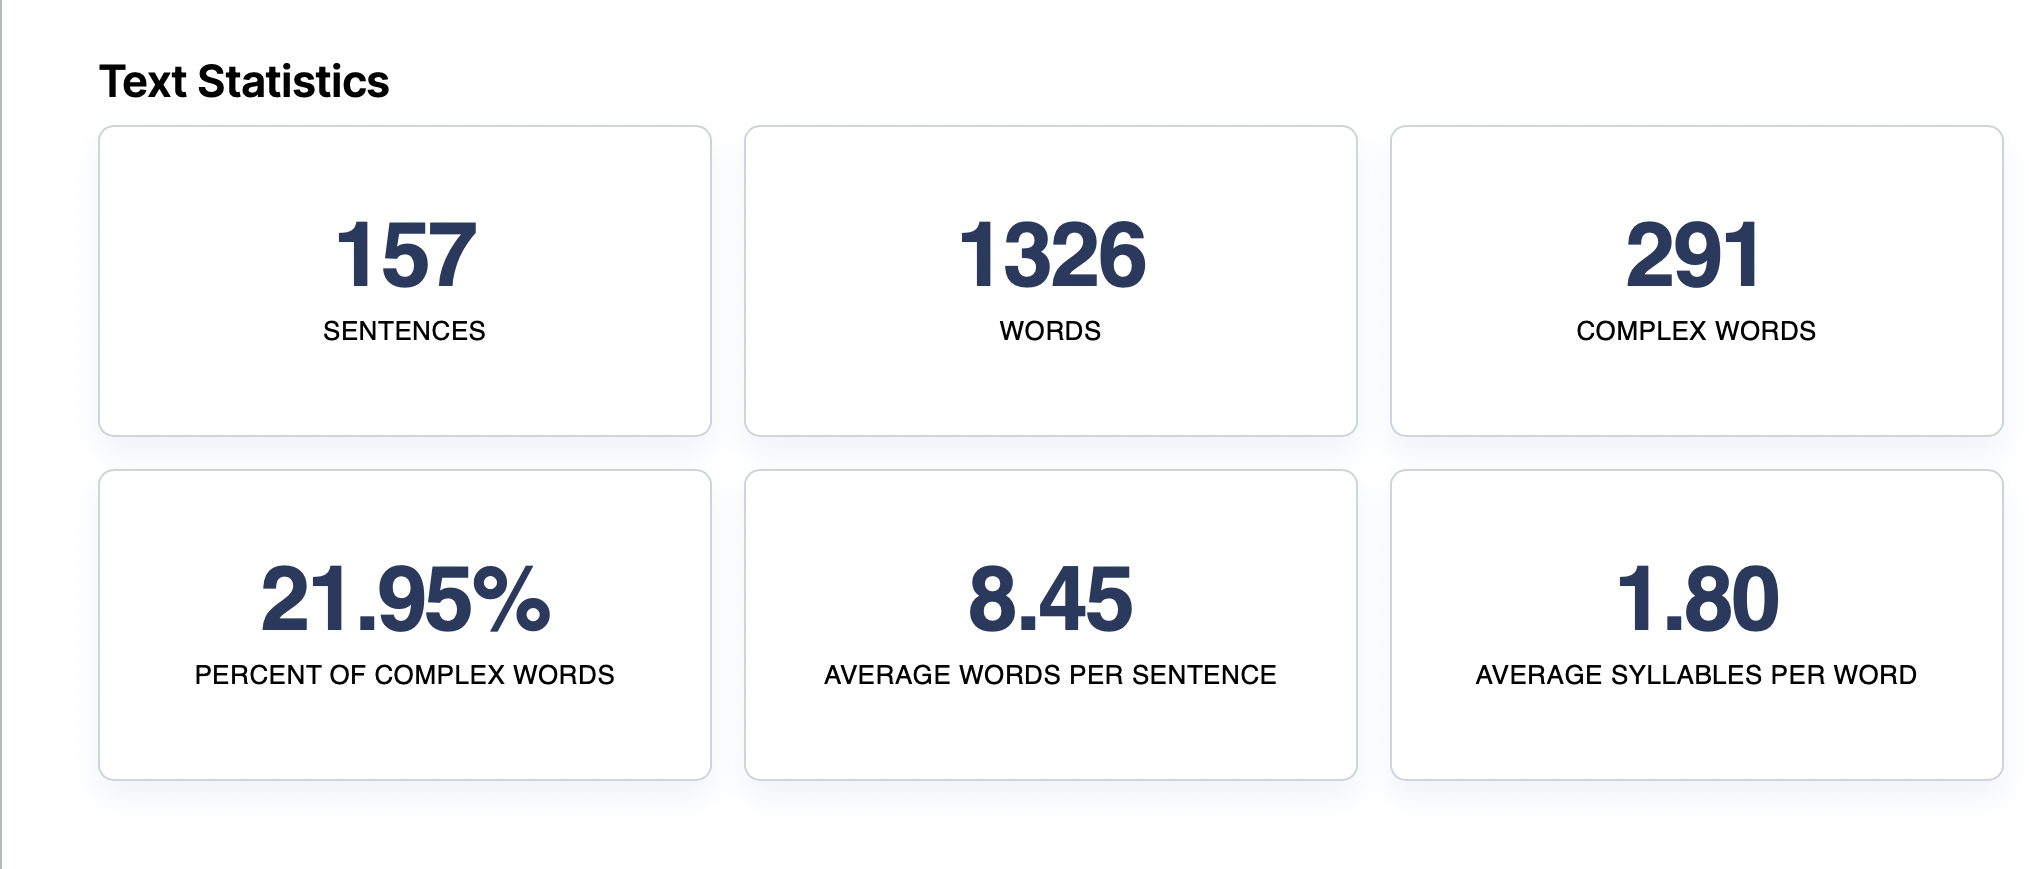 Text Statistics
157
SENTENCES
1326
WORDS
291
COMPLEX WORDS
21.95%
PERCENT OF COMPLEX WORDS
8.45
AVERAGE WORDS PER SENTENCE
1.80
AVERAGE SYLLABLES PER WORD